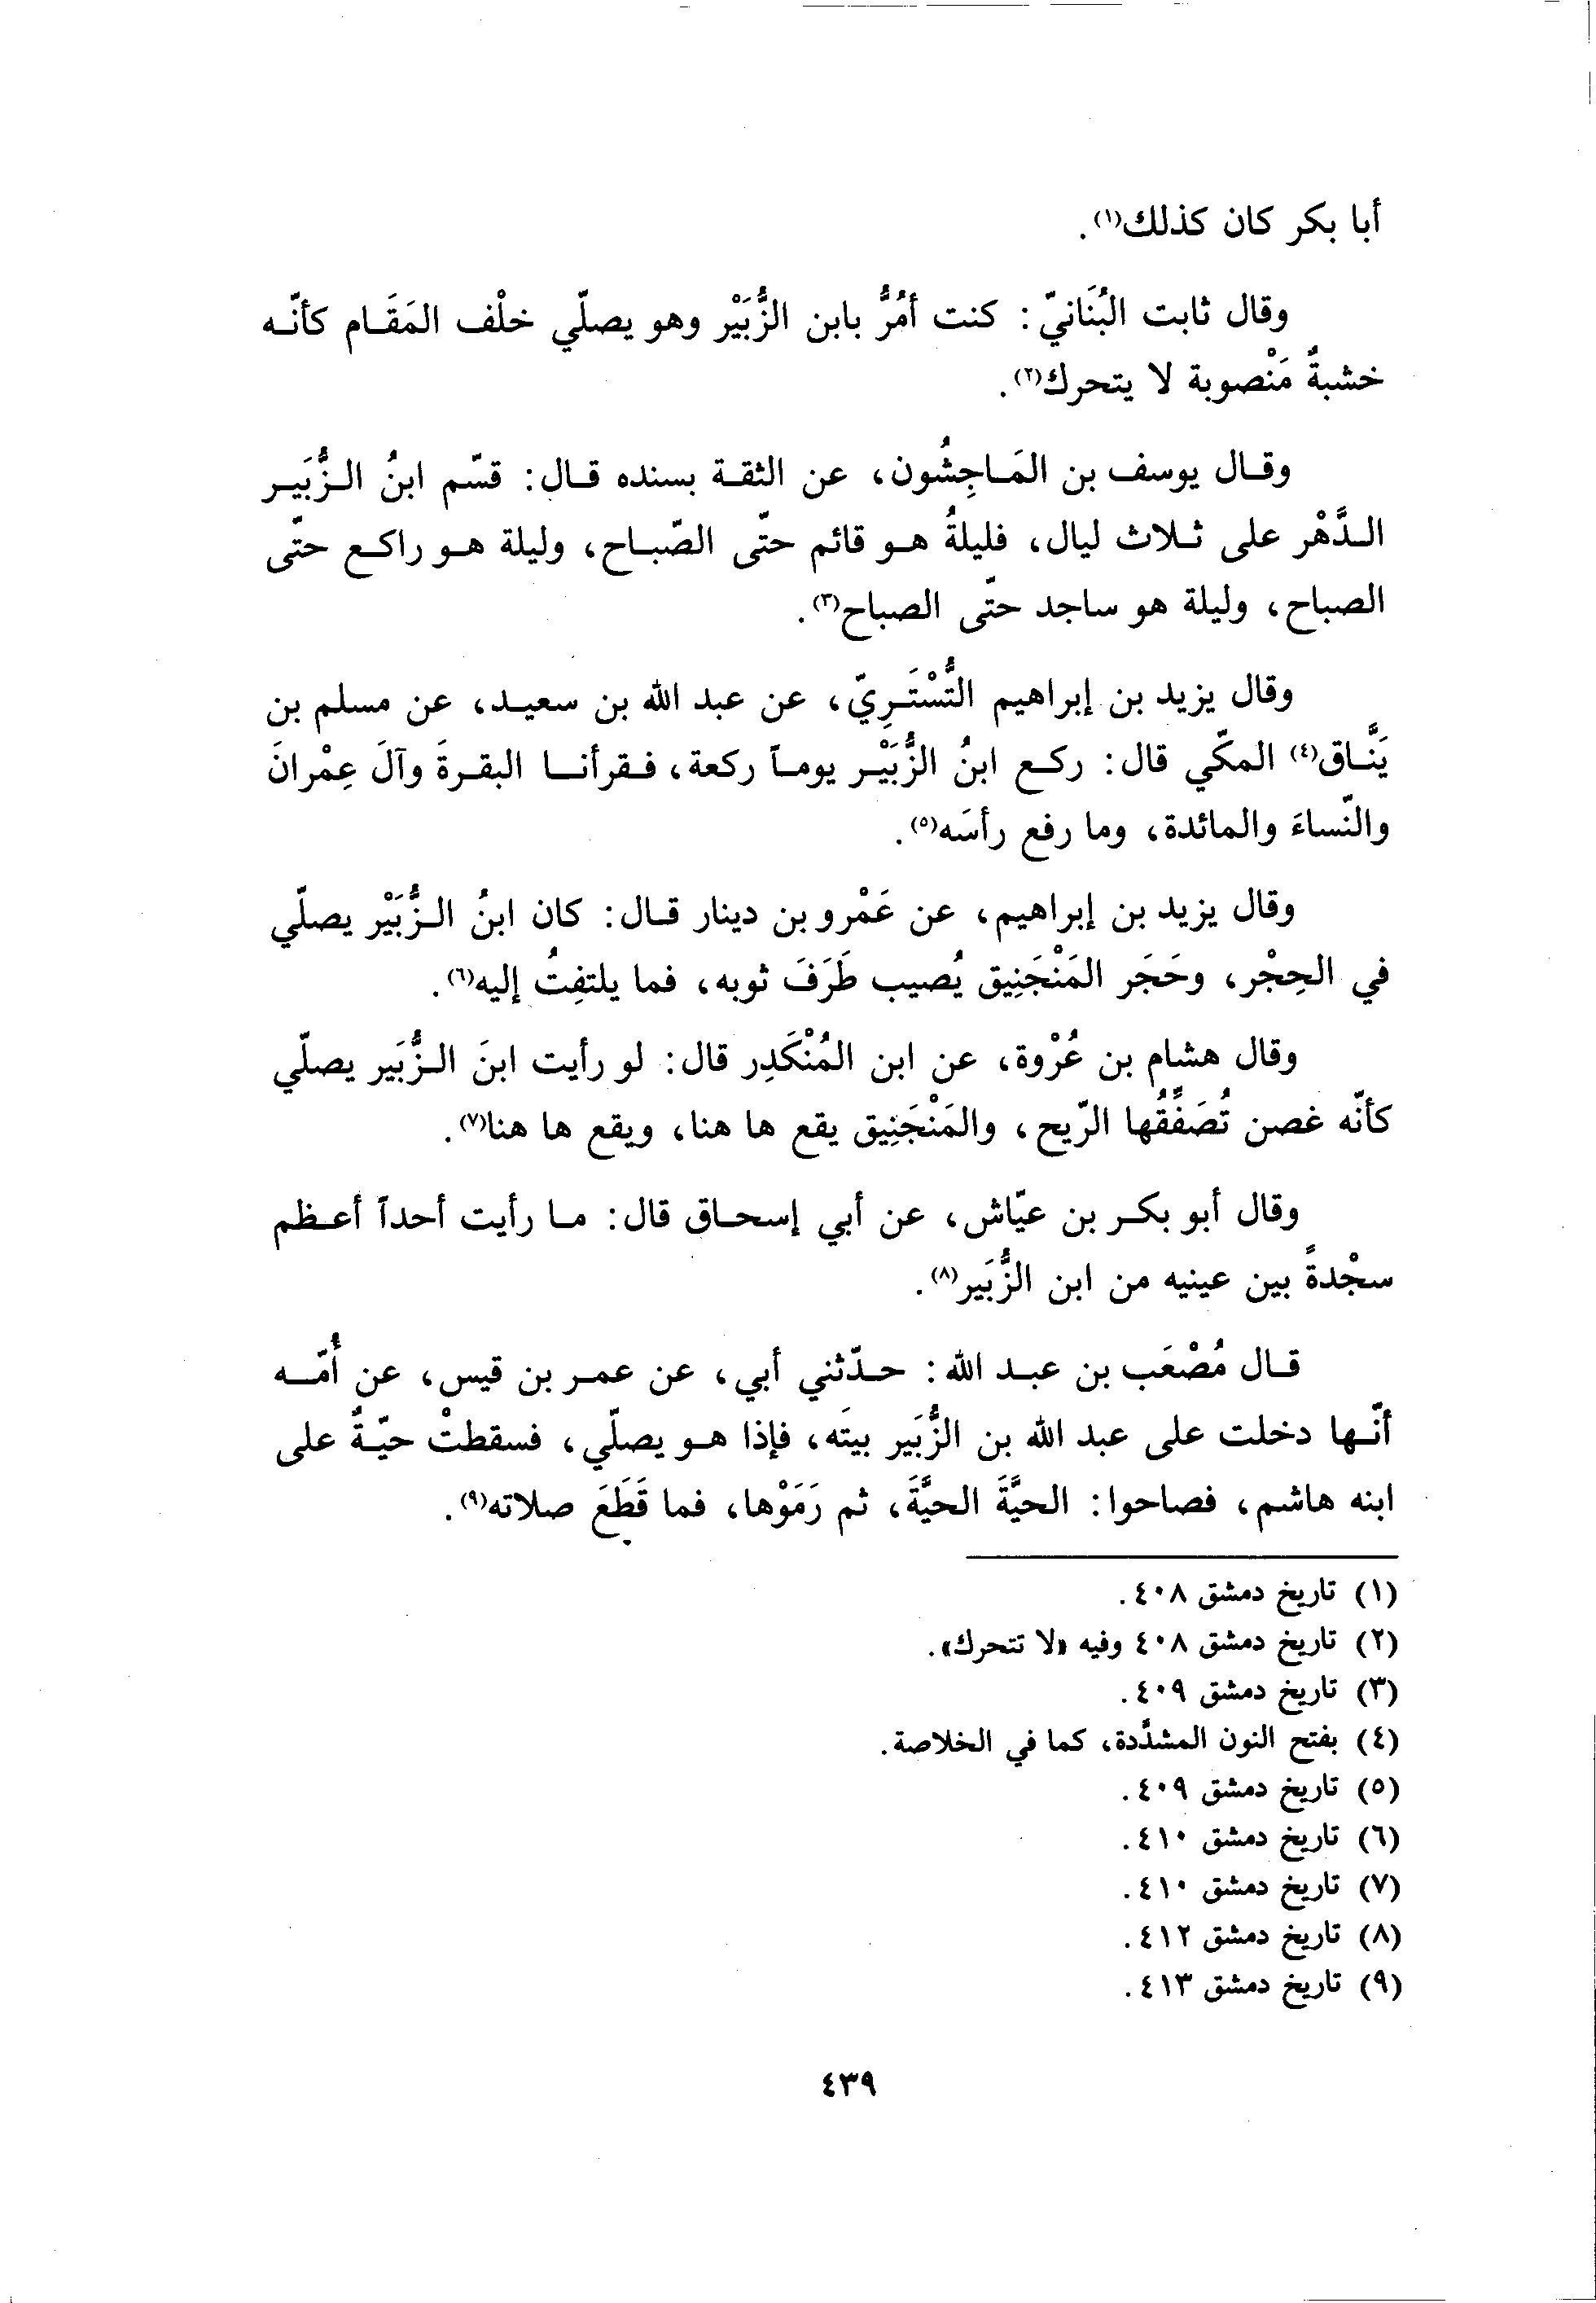 أبا بكر كان كذلك(١).
وقال ثابت البُنَانيّ: كنت أمُرُّ بابن الزُّبَيْر وهو يصلّي خلْف المَقَام كأنّه
خشبةٌ مَنْصوبة لا يتحرك(٢).
وقال يوسف بن المَاجِشُون، عن الثقة بسنده قال: قسّم ابنُ الزُّبَير
الدَّهْر على ثلاث ليال، فليلةُ هو قائم حتّى الصّباح، وليلة هو راكع حتّى
الصباح، وليلة هو ساجد حتّى الصباح(٣).
وقال يزيد بن إبراهيم التُّسْتَرِيّ، عن عبد الله بن سعيد، عن مسلم بن
يَنَّاق(٤) المكّي قال: ركع ابنُ الزُّبَيْر يوماً ركعة، فقرأنا البقرةَ وآلَ عِمْرانَ
والنّساءَ والمائدة، وما رفع رأسَه(٥).
وقال يزيد بن إبراهيم، عن عَمْرو بن دينار قال: كان ابنُ الزُّبَيْر يصلّي
في الحِجْر، وحَجَر المَنْجَنِيق يُصيب طَرَفَ ثوبه، فما يلتفِتُ إليه(٦).
وقال هشام بن عُرْوة، عن ابن المُنْكَدِر قال: لو رأيت ابنَ الزُّبَير يصلّي
كأنّه غصن تُصَفِّقُها الرّيح، والمَنْجَنِيق يقع ها هنا، ويقع ها هنا(٧).
وقال أبو بكر بن عيّاش، عن أبي إسحاق قال: ما رأيت أحداً أعظم
سجْدةً بين عينيه من ابن الزُّبَير(٨).
قال مُصْعَب بن عبد الله: حدّثني أبي، عن عمر بن قيس، عن أُمّه
أنّها دخلت على عبد الله بن الزُّبَير بيتَه، فإذا هو يصلّي، فسقطتْ حيّةٌ على
ابنه هاشم، فصاحوا: الحيَّةَ الحيَّةَ، ثم رَمَوْها، فما قَطَعَ صلاته(٩).
(١) تاريخ دمشق ٤٠٨.
(٢) تاريخ دمشق ٤٠٨ وفيه «لا تتحرك».
(٣) تاريخ دمشق ٤٠٩.
(٤) بفتح النون المشدَّدة، كما في الخلاصة.
(٥) تاريخ دمشق ٤٠٩.
(٦) تاريخ دمشق ٤١٠.
(٧) تاريخ دمشق ٤١٠.
(٨) تاريخ دمشق ٤١٢.
(٩) تاريخ دمشق ٤١٣.
٤٣٩